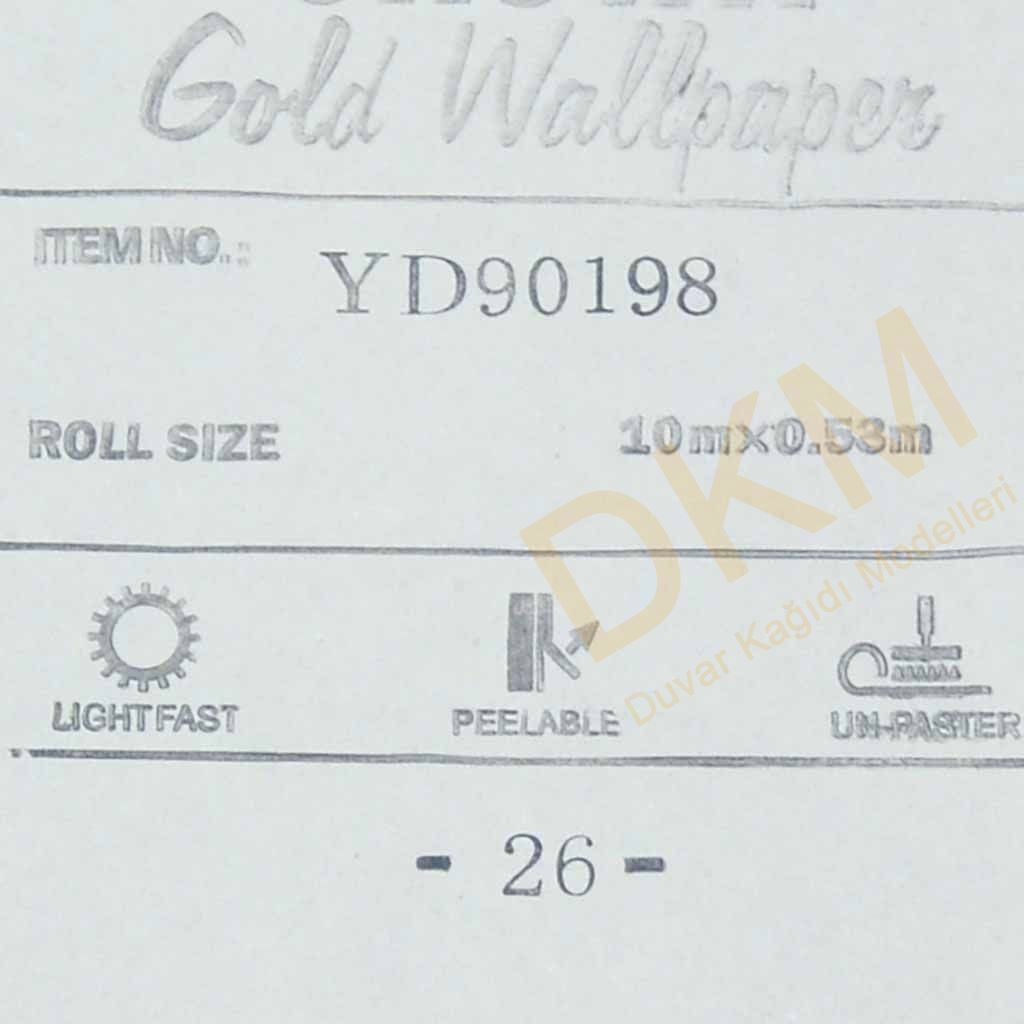 Gold Wallpaper
ITEM NO.:
YD90198
ROLL SIZE 10m×0.53m
LIGHTFAST PEELABLE UN-PASTER
- 26 -
DKM
Duvar Kağıdı Modelleri